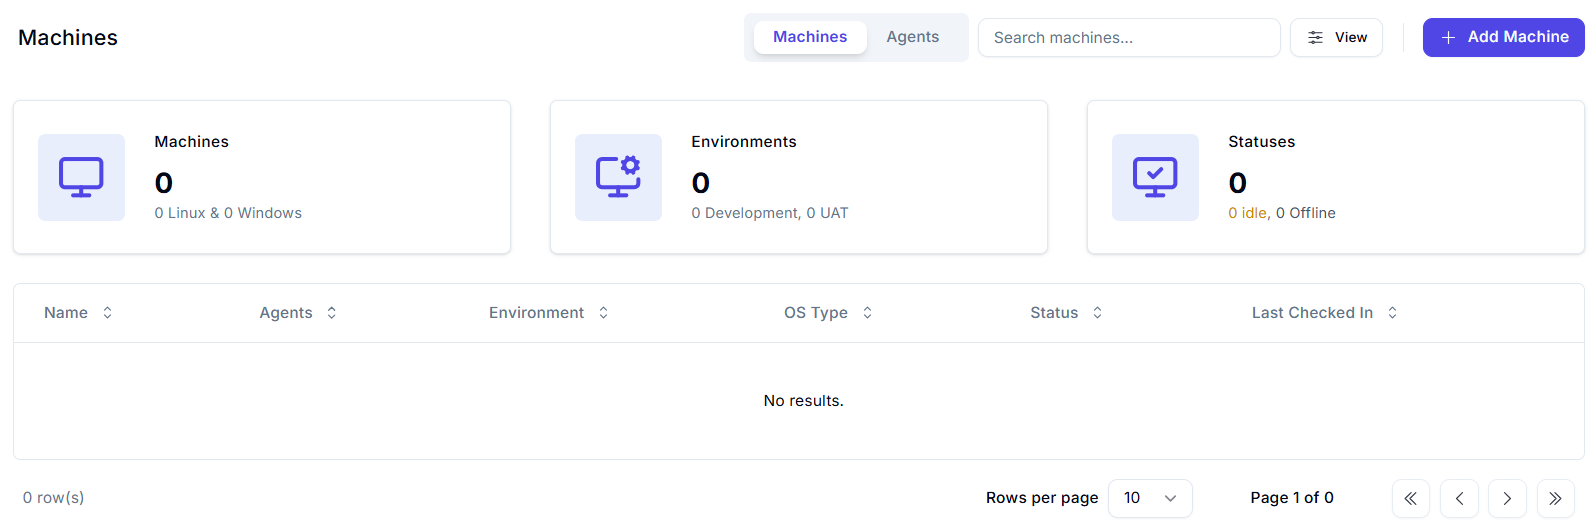 Machines
Machines Agents Search machines... View Add Machine
Machines
0
0 Linux & 0 Windows
Environments
0
0 Development, 0 UAT
Statuses
0
0 idle, 0 Offline
Name Agents Environment OS Type Status Last Checked In
No results.
0 row(s) Rows per page 10 Page 1 of 0